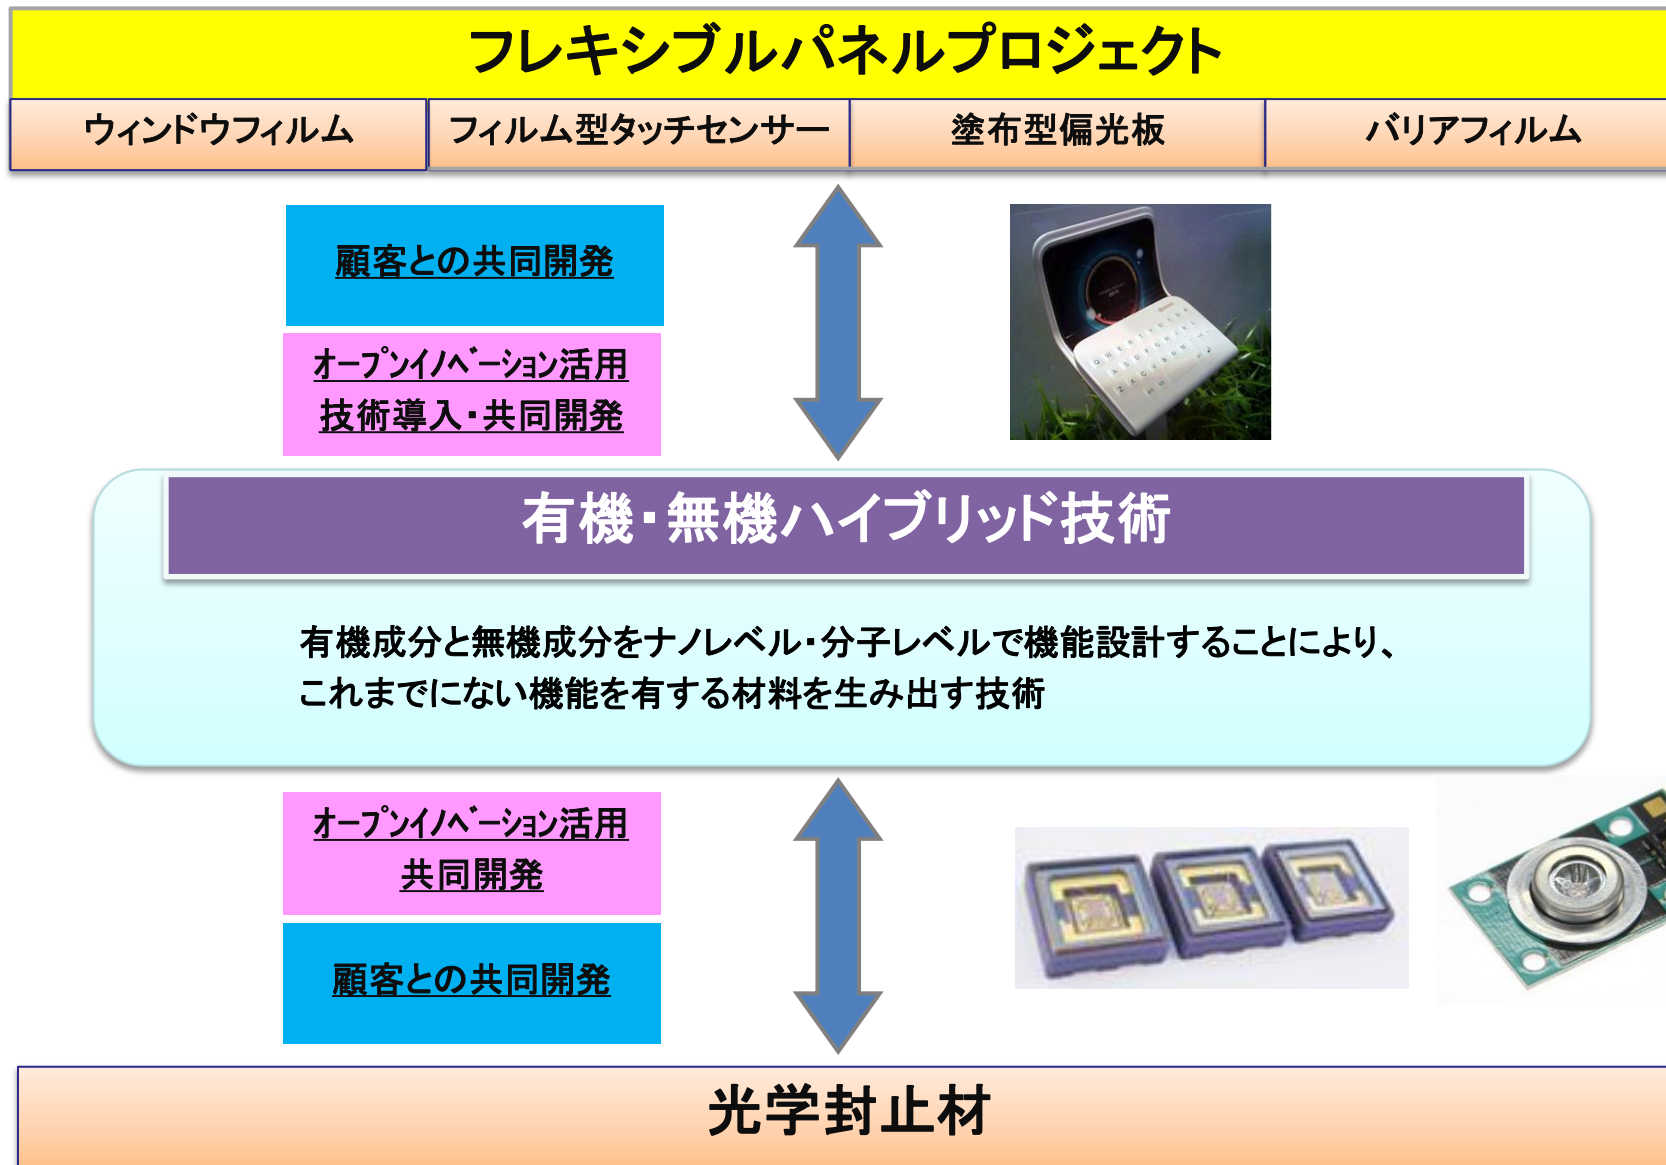 フレキシブルパネルプロジェクト
ウィンドウフィルム
フィルム型タッチセンサー
塗布型偏光板
バリアフィルム
顧客との共同開発
オープンイノベーション活用
技術導入・共同開発
有機・無機ハイブリッド技術
有機成分と無機成分をナノレベル・分子レベルで機能設計することにより、
これまでにない機能を有する材料を生み出す技術
オープンイノベーション活用
共同開発
顧客との共同開発
光学封止材